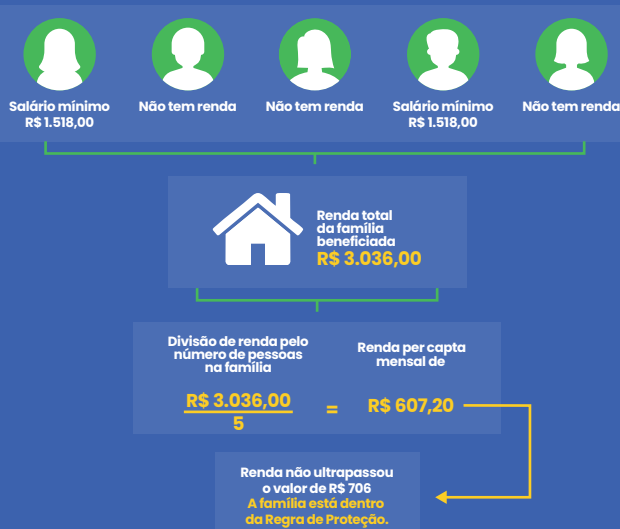 Salário mínimo
R$ 1.518,00
Não tem renda
Não tem renda
Salário mínimo
R$ 1.518,00
Não tem renda
Renda total
da família
beneficiada
R$ 3.036,00
Divisão de renda pelo
número de pessoas
na família
R$ 3.036,00
5
=
Renda per capta
mensal de
R$ 607,20
Renda não ultrapassou
o valor de R$ 706
A família está dentro
da Regra de Proteção.